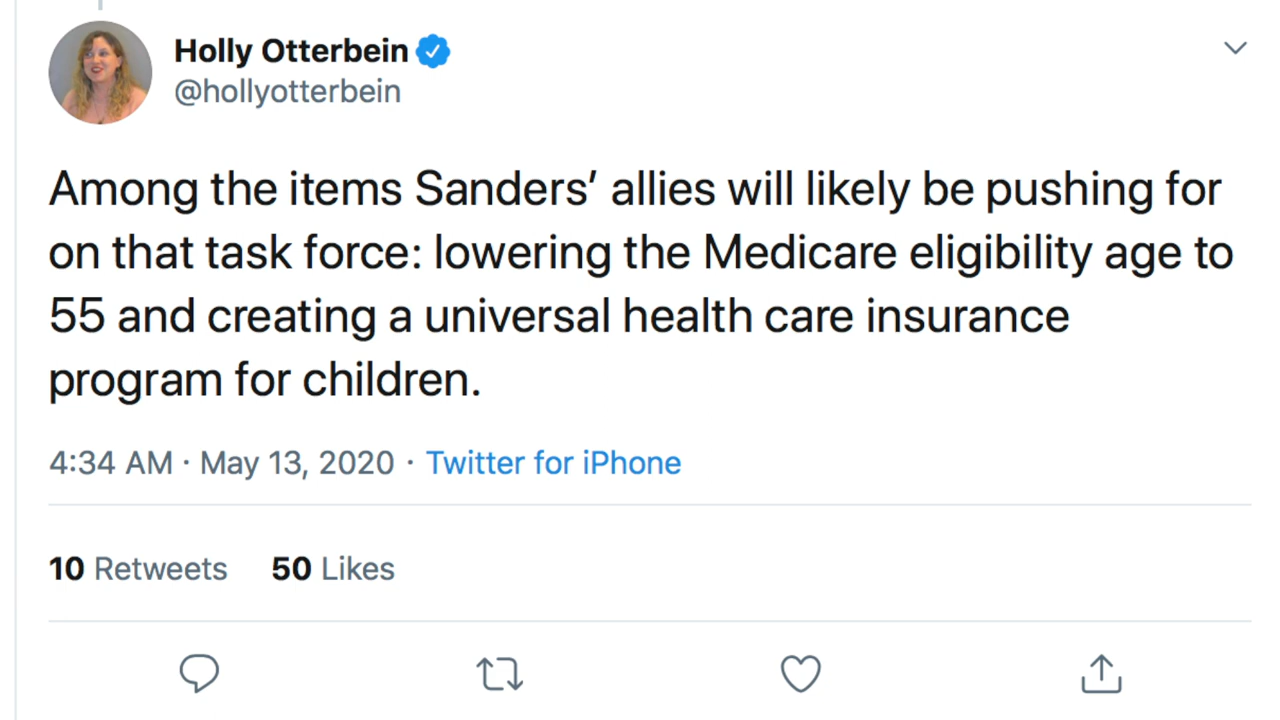 Holly Otterbein
@hollyotterbein
Among the items Sanders’ allies will likely be pushing for
on that task force: lowering the Medicare eligibility age to
55 and creating a universal health care insurance
program for children.
4:34 AM · May 13, 2020 · Twitter for iPhone
10 Retweets 50 Likes